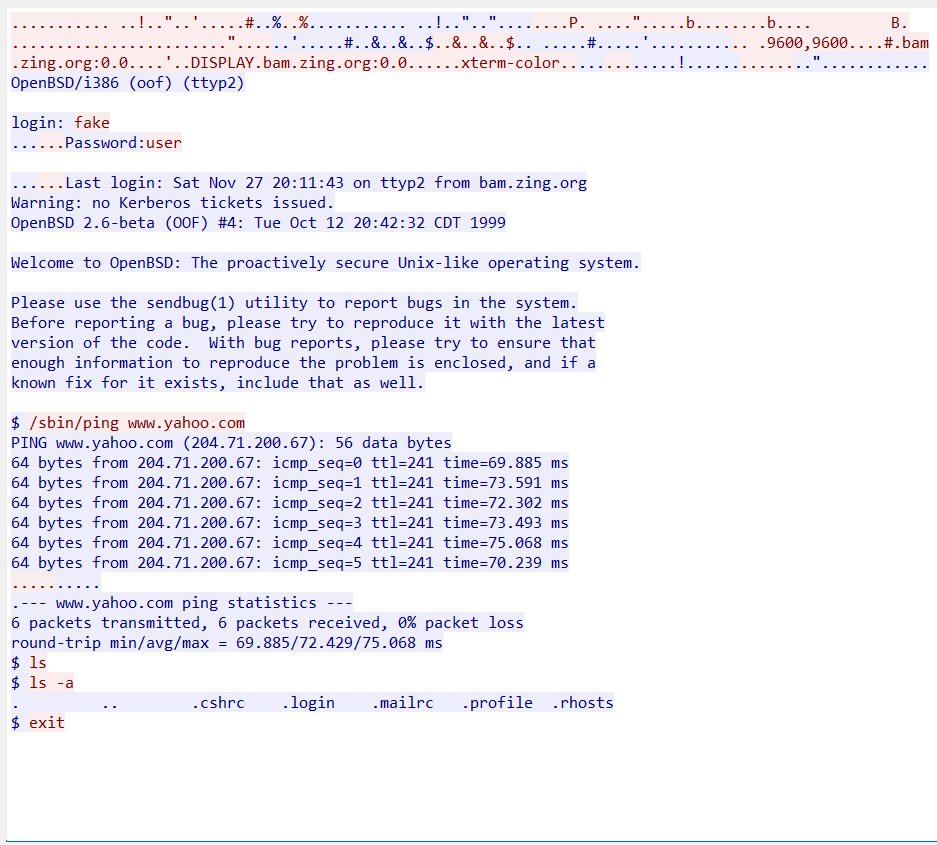 ............ ..!.."..'.....#..%..%........... ..!..".."........P. .....".....b........b.... B.
........................"......'.....#..&..&..$..&..&..$.. .....#.....'........... .9600,9600....#.bam
.zing.org:0.0....'..DISPLAY.bam.zing.org:0.0......xterm-color.............!.............."............
OpenBSD/i386 (oof) (ttyp2)
login: fake
......Password:user
......Last login: Sat Nov 27 20:11:43 on ttyp2 from bam.zing.org
Warning: no Kerberos tickets issued.
OpenBSD 2.6-beta (OOF) #4: Tue Oct 12 20:42:32 CDT 1999
Welcome to OpenBSD: The proactively secure Unix-like operating system.
Please use the sendbug(1) utility to report bugs in the system.
Before reporting a bug, please try to reproduce it with the latest
version of the code.  With bug reports, please try to ensure that
enough information to reproduce the problem is enclosed, and if a
known fix for it exists, include that as well.
$ /sbin/ping www.yahoo.com
PING www.yahoo.com (204.71.200.67): 56 data bytes
64 bytes from 204.71.200.67: icmp_seq=0 ttl=241 time=69.885 ms
64 bytes from 204.71.200.67: icmp_seq=1 ttl=241 time=73.591 ms
64 bytes from 204.71.200.67: icmp_seq=2 ttl=241 time=72.302 ms
64 bytes from 204.71.200.67: icmp_seq=3 ttl=241 time=73.493 ms
64 bytes from 204.71.200.67: icmp_seq=4 ttl=241 time=75.068 ms
64 bytes from 204.71.200.67: icmp_seq=5 ttl=241 time=70.239 ms
..........
.--- www.yahoo.com ping statistics ---
6 packets transmitted, 6 packets received, 0% packet loss
round-trip min/avg/max = 69.885/72.429/75.068 ms
$ ls
$ ls -a
.         ..        .cshrc    .login    .mailrc   .profile  .rhosts
$ exit